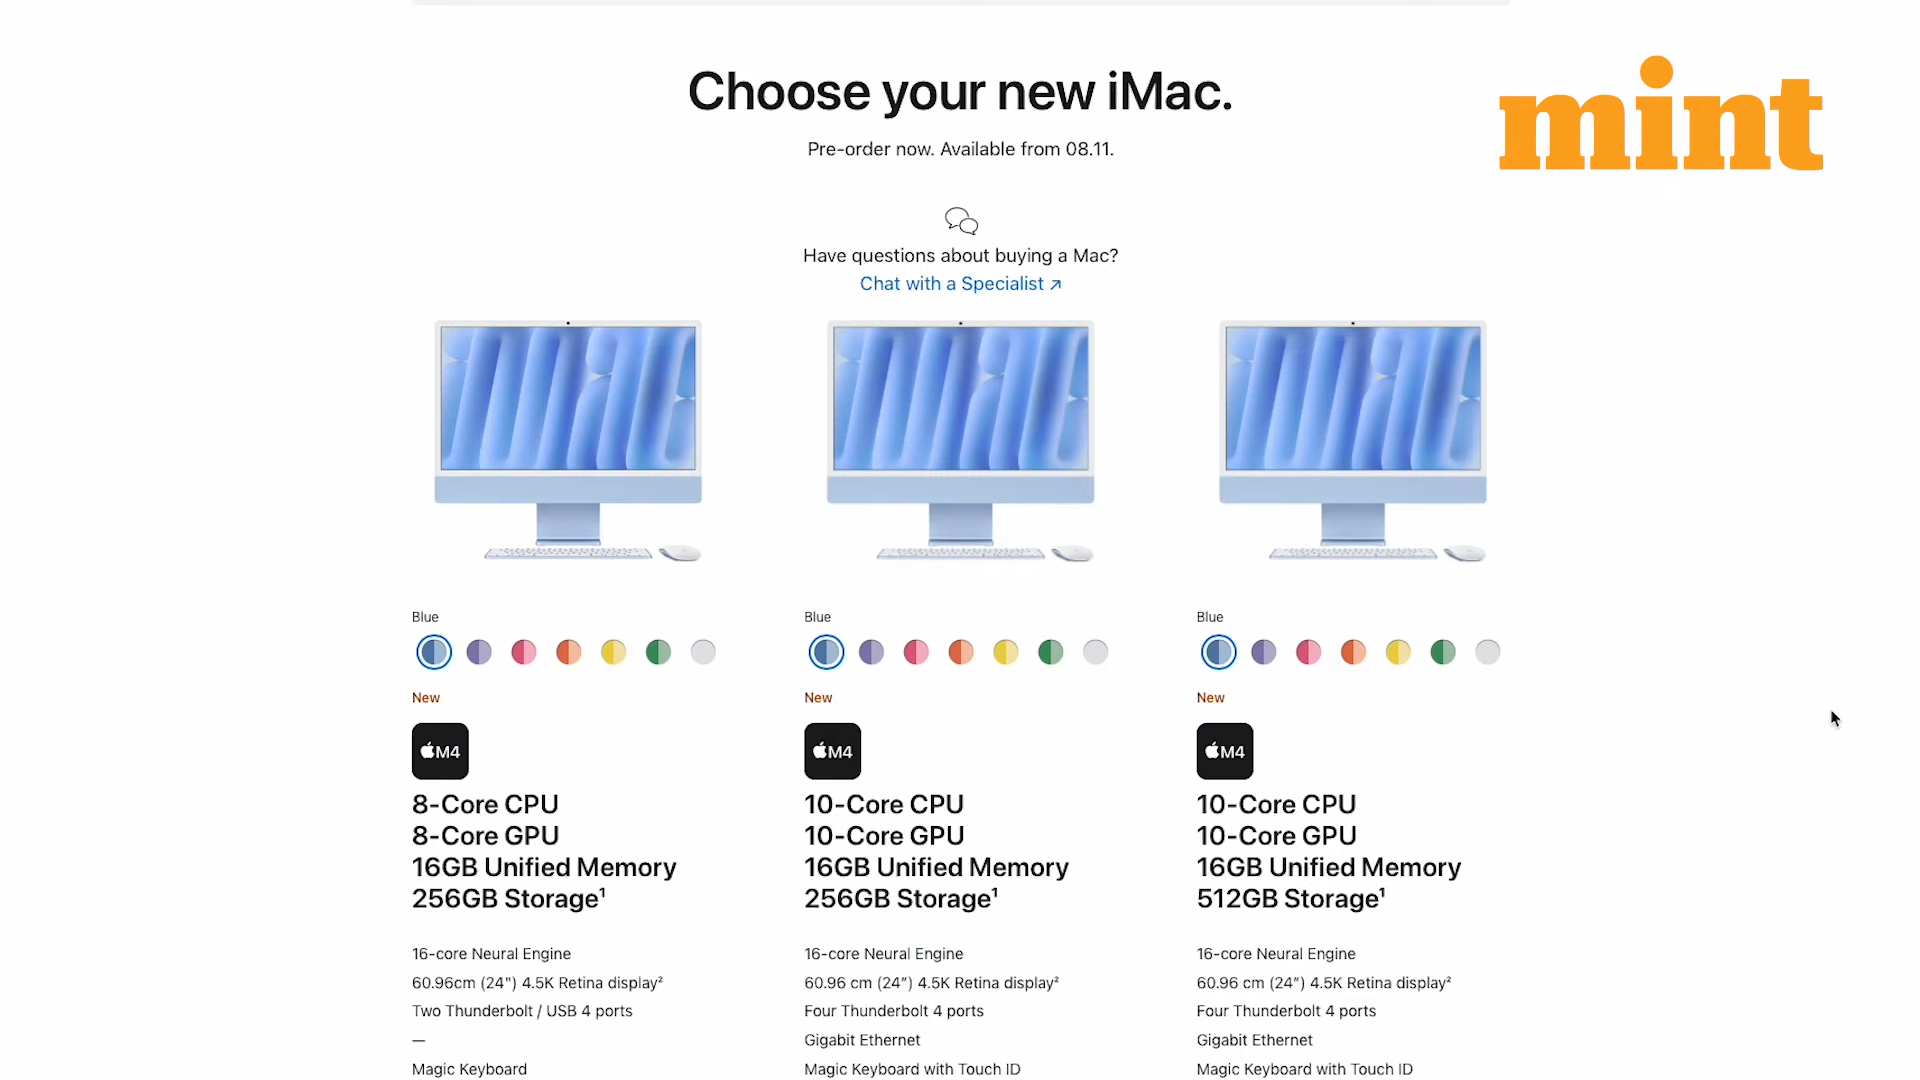 Choose your new iMac.
mint
Pre-order now. Available from 08.11.
Have questions about buying a Mac?
Chat with a Specialist ↗
Blue
New
M4
8-Core CPU
8-Core GPU
16GB Unified Memory
256GB Storage¹
16-core Neural Engine
60.96cm (24") 4.5K Retina display²
Two Thunderbolt / USB 4 ports
—
Magic Keyboard
Blue
New
M4
10-Core CPU
10-Core GPU
16GB Unified Memory
256GB Storage¹
16-core Neural Engine
60.96 cm (24″) 4.5K Retina display²
Four Thunderbolt 4 ports
Gigabit Ethernet
Magic Keyboard with Touch ID
Blue
New
M4
10-Core CPU
10-Core GPU
16GB Unified Memory
512GB Storage¹
16-core Neural Engine
60.96 cm (24″) 4.5K Retina display²
Four Thunderbolt 4 ports
Gigabit Ethernet
Magic Keyboard with Touch ID